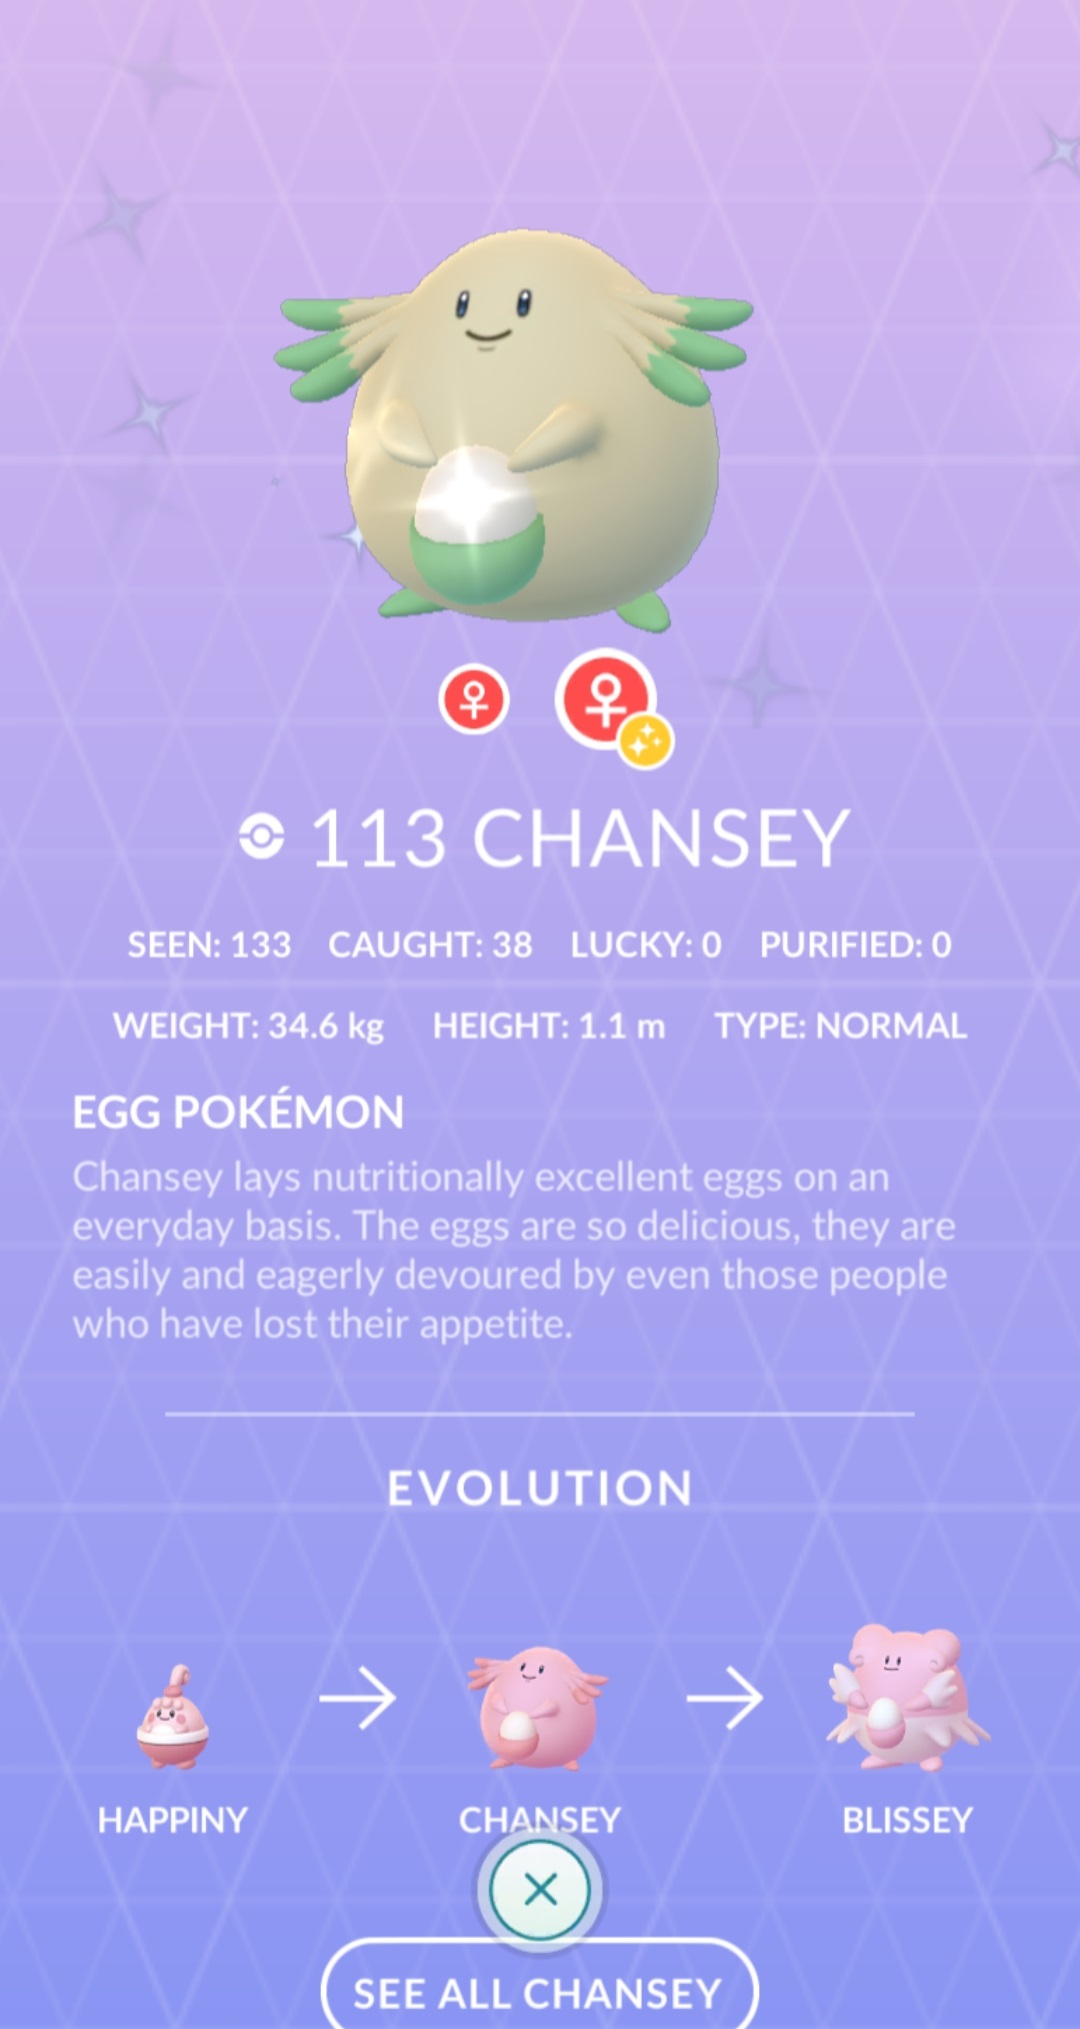 113 CHANSEY
SEEN: 133 CAUGHT: 38 LUCKY: 0 PURIFIED: 0
WEIGHT: 34.6 kg HEIGHT: 1.1 m TYPE: NORMAL
EGG POKÉMON
Chansey lays nutritionally excellent eggs on an
everyday basis. The eggs are so delicious, they are
easily and eagerly devoured by even those people
who have lost their appetite.
EVOLUTION
HAPPINY CHANSEY BLISSEY
SEE ALL CHANSEY